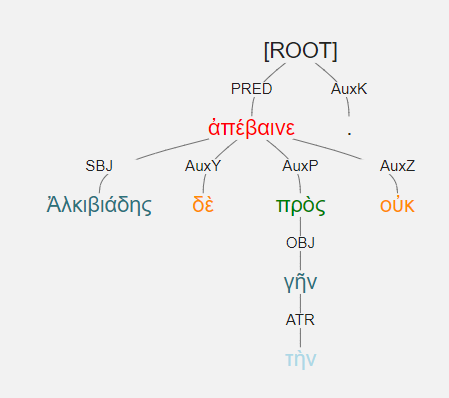 [ROOT]
PRED AuxK
ἀπέβαινε .
SBJ AuxY AuxP AuxZ
Ἀλκιβιάδης δὲ πρὸς οὐκ
OBJ
γῆν
ATR
τὴν